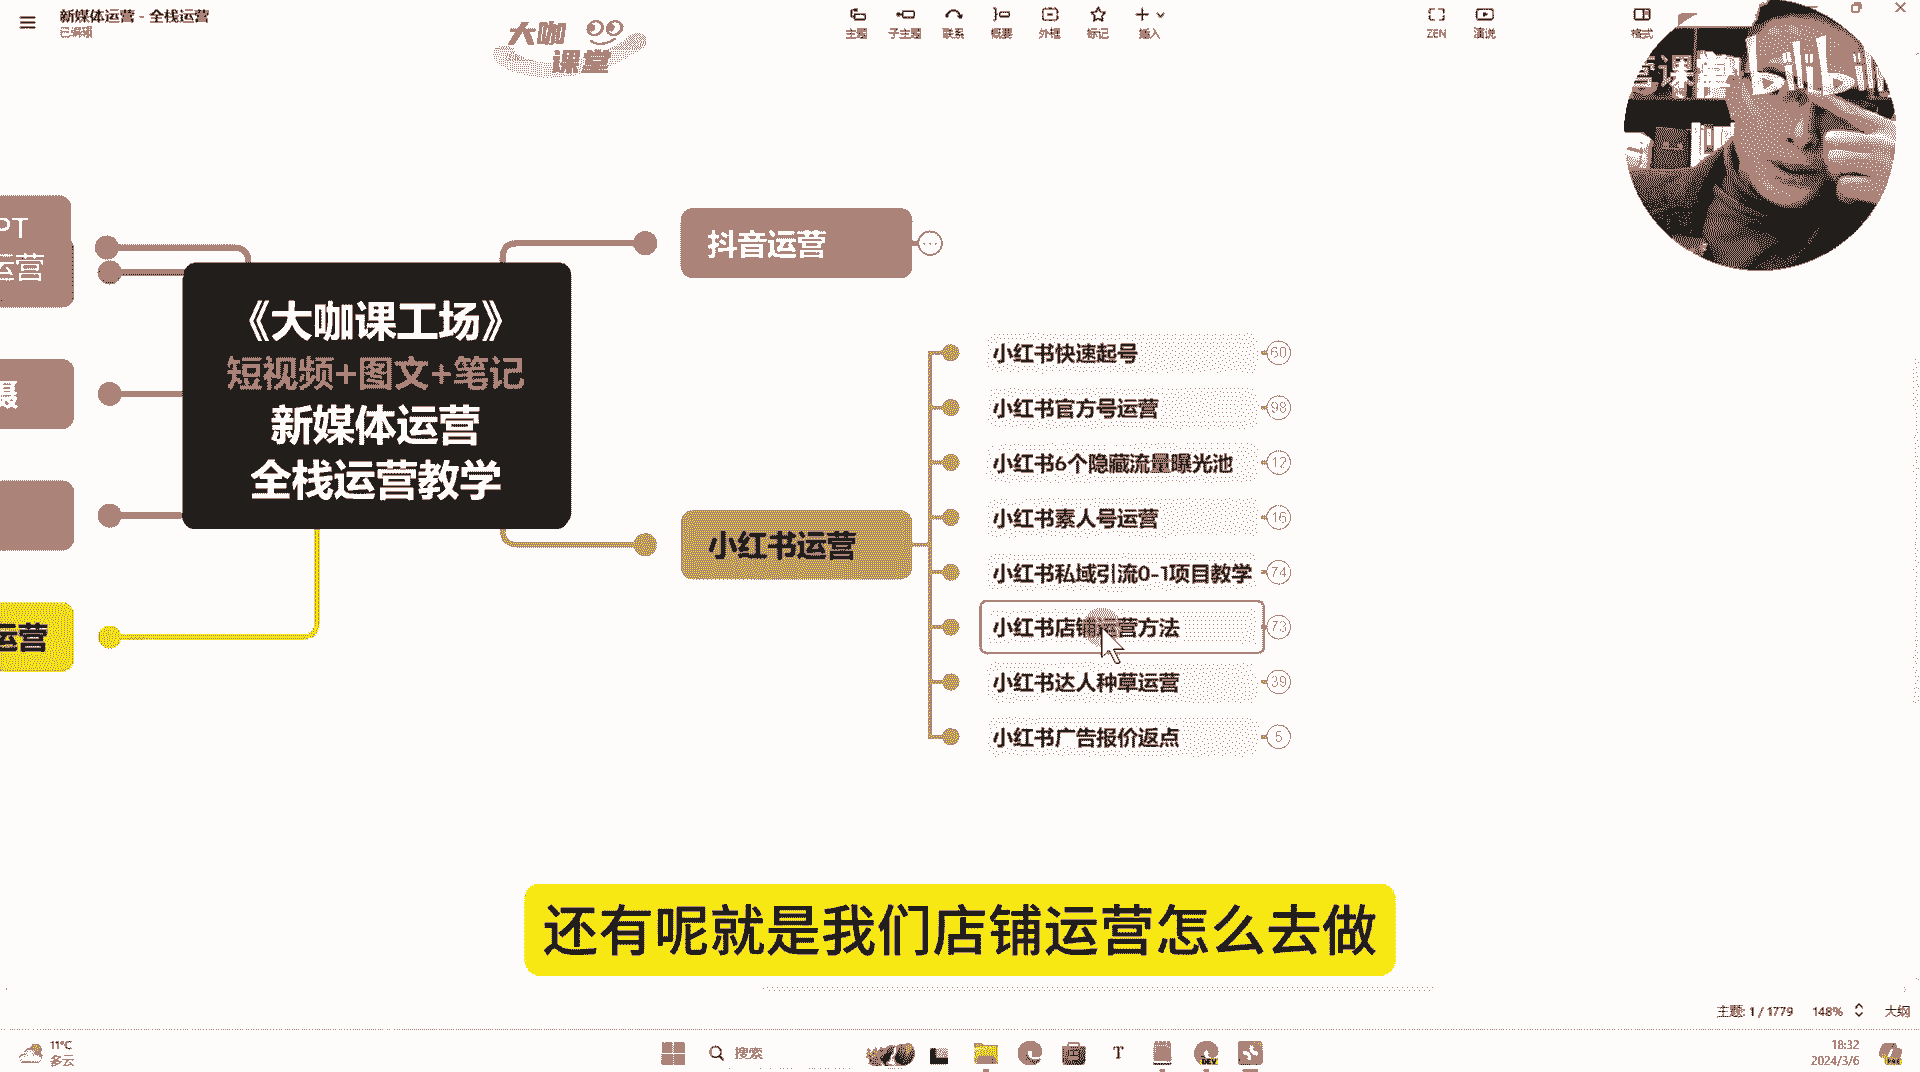 新媒体运营 - 全栈运营
已编辑
大咖
课堂
主题
子主题
联系
概要
外框
标记
插入
ZEN
演说
格式
营课堂
bilibili
PT
运营
抖音运营
《大咖课工场》
短视频+图文+笔记
新媒体运营
全栈运营教学
摄
运营
小红书运营
小红书快速起号
60
小红书官方号运营
98
小红书6个隐藏流量曝光池
12
小红书素人号运营
16
小红书私域引流0-1项目教学
74
小红书店铺运营方法
73
小红书达人种草运营
39
小红书广告报价返点
5
还有呢就是我们店铺运营怎么去做
主题: 1 / 1779
148%
大纲
11°C
多云
搜索
T
DEV
18:32
2024/3/6